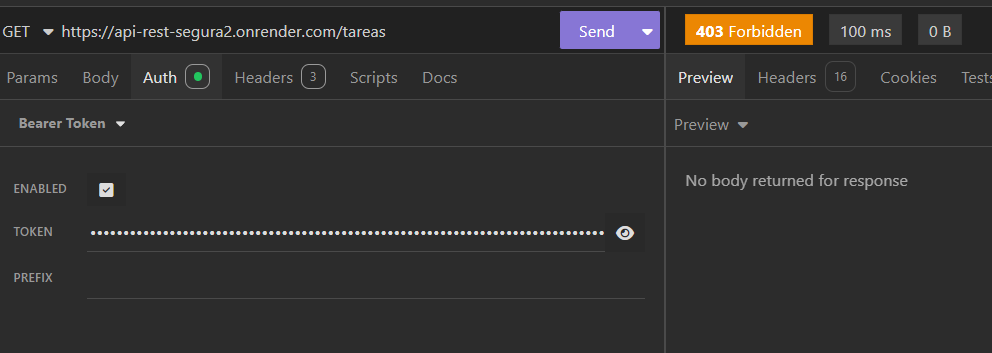 GET https://api-rest-segura2.onrender.com/tareas Send 403 Forbidden 100 ms 0 B
Params Body Auth Headers 3 Scripts Docs Preview Headers 16 Cookies Tests
Bearer Token Preview
No body returned for response
ENABLED
TOKEN ••••••••••••••••••••••••••••••••••••••••••••••••••••••••••••••••••••••••••••••
PREFIX